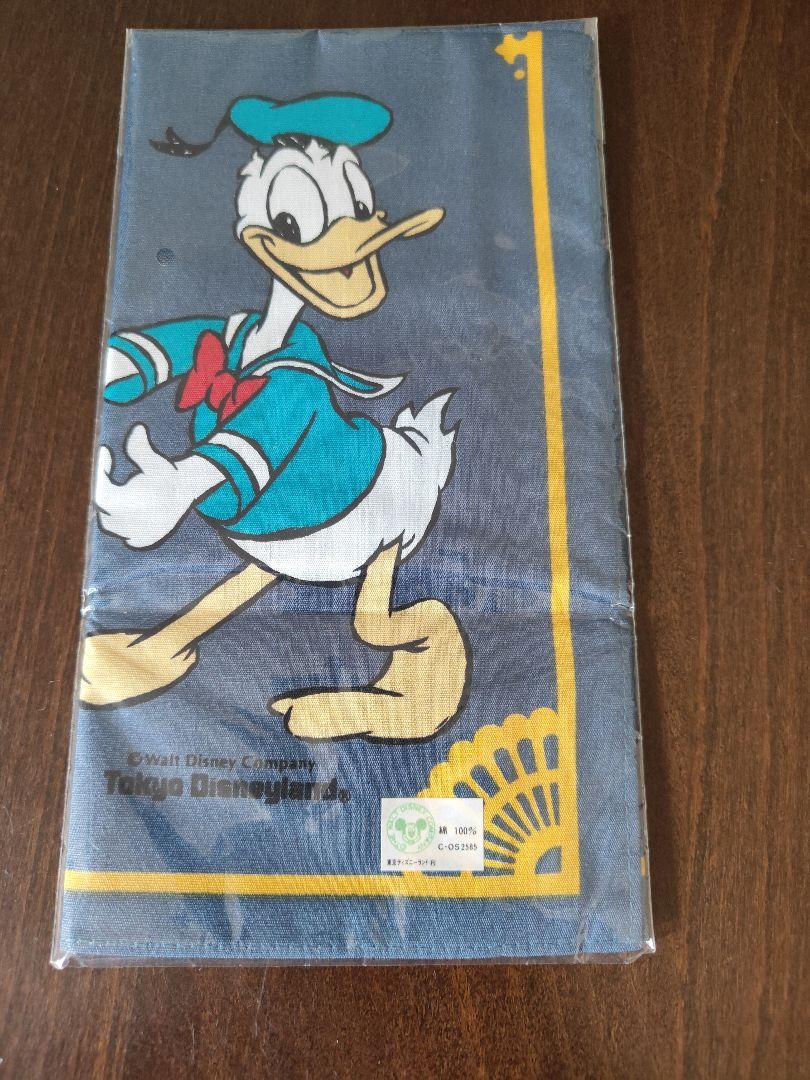 © Walt Disney Company
Tokyo Disneyland®
綿 100%
C-OS2585
東京ディズニーランド